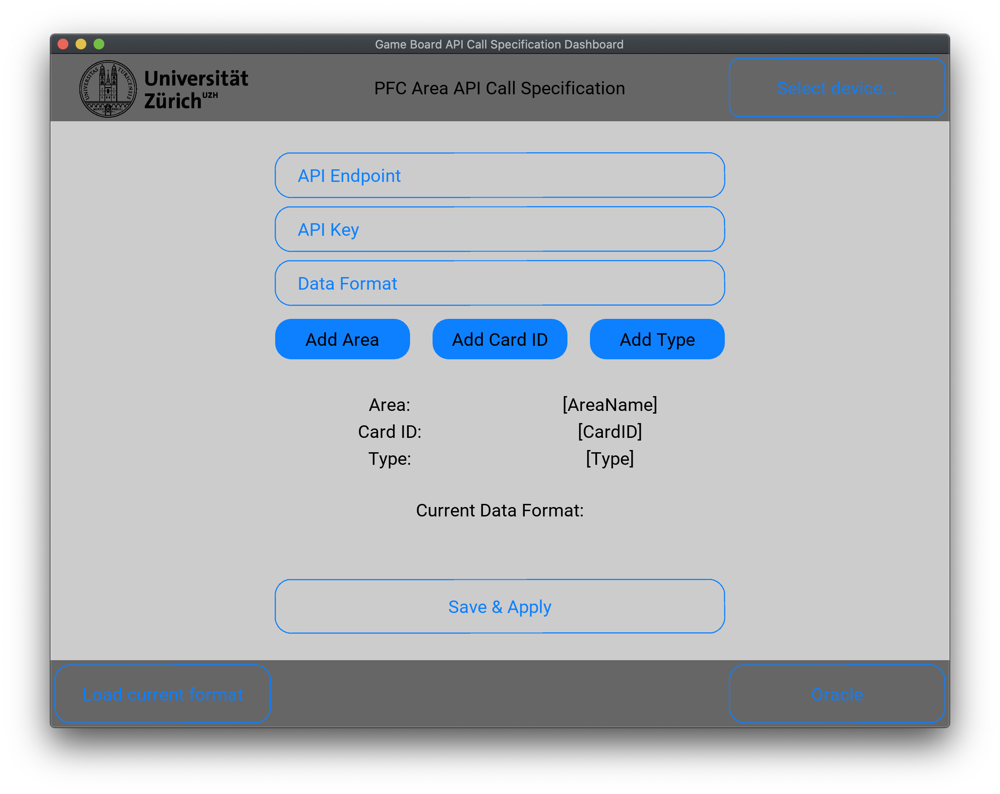 Game Board API Call Specification Dashboard
UNIVERSITAS TURICENSIS
Universität
Zürich UZH
PFC Area API Call Specification
Select device...
API Endpoint
API Key
Data Format
Add Area Add Card ID Add Type
Area: [AreaName]
Card ID: [CardID]
Type: [Type]
Current Data Format:
Save & Apply
Load current format Oracle